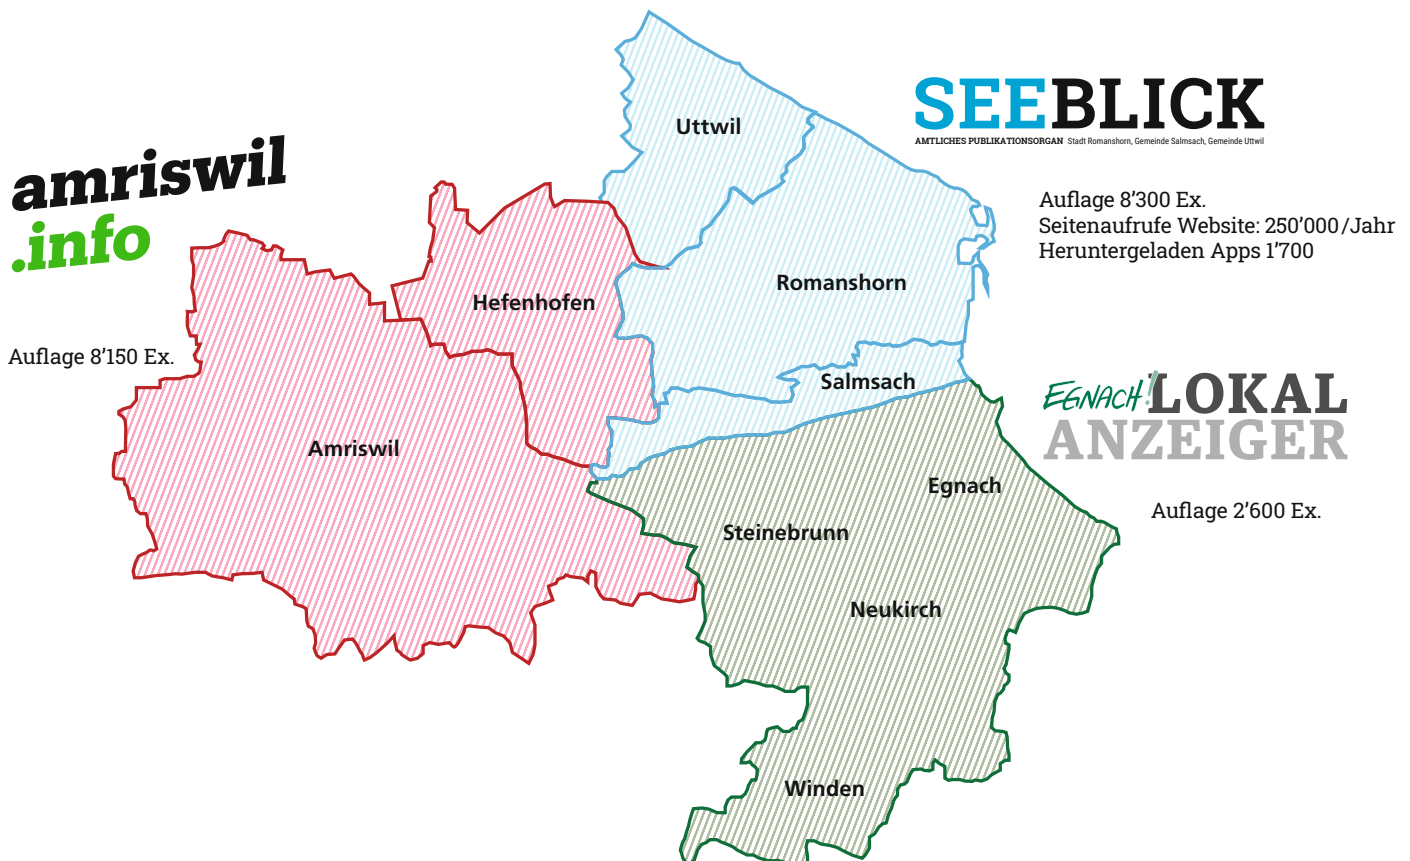 SEEBLICK
AMTLICHES PUBLIKATIONSORGAN Stadt Romanshorn, Gemeinde Salmsach, Gemeinde Uttwil
Uttwil
amriswil
.info
Auflage 8’300 Ex.
Seitenaufrufe Website: 250’000/Jahr
Heruntergeladen Apps 1’700
Romanshorn
Hefenhofen
Auflage 8’150 Ex.
Salmsach
EGNACH! LOKAL
ANZEIGER
Amriswil
Egnach
Auflage 2’600 Ex.
Steinebrunn
Neukirch
Winden